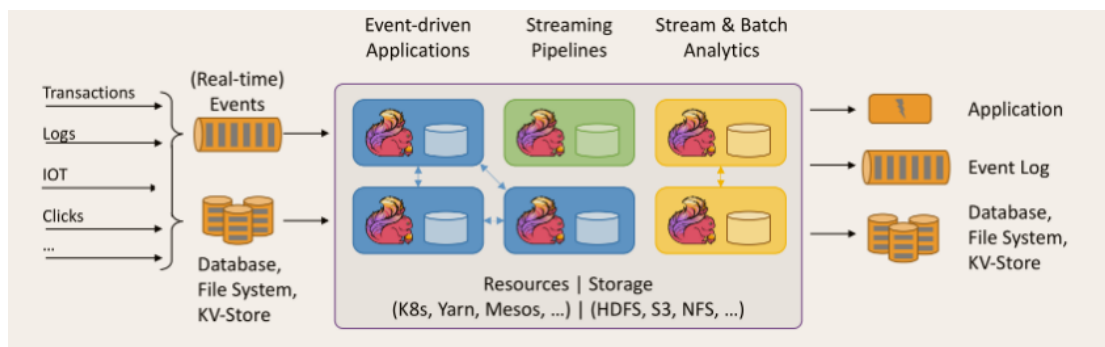 Event-driven
Applications
Streaming
Pipelines
Stream & Batch
Analytics
Transactions
Logs
IOT
Clicks
...
(Real-time)
Events
Database,
File System,
KV-Store
Resources | Storage
(K8s, Yarn, Mesos, ...) | (HDFS, S3, NFS, ...)
Application
Event Log
Database,
File System,
KV-Store